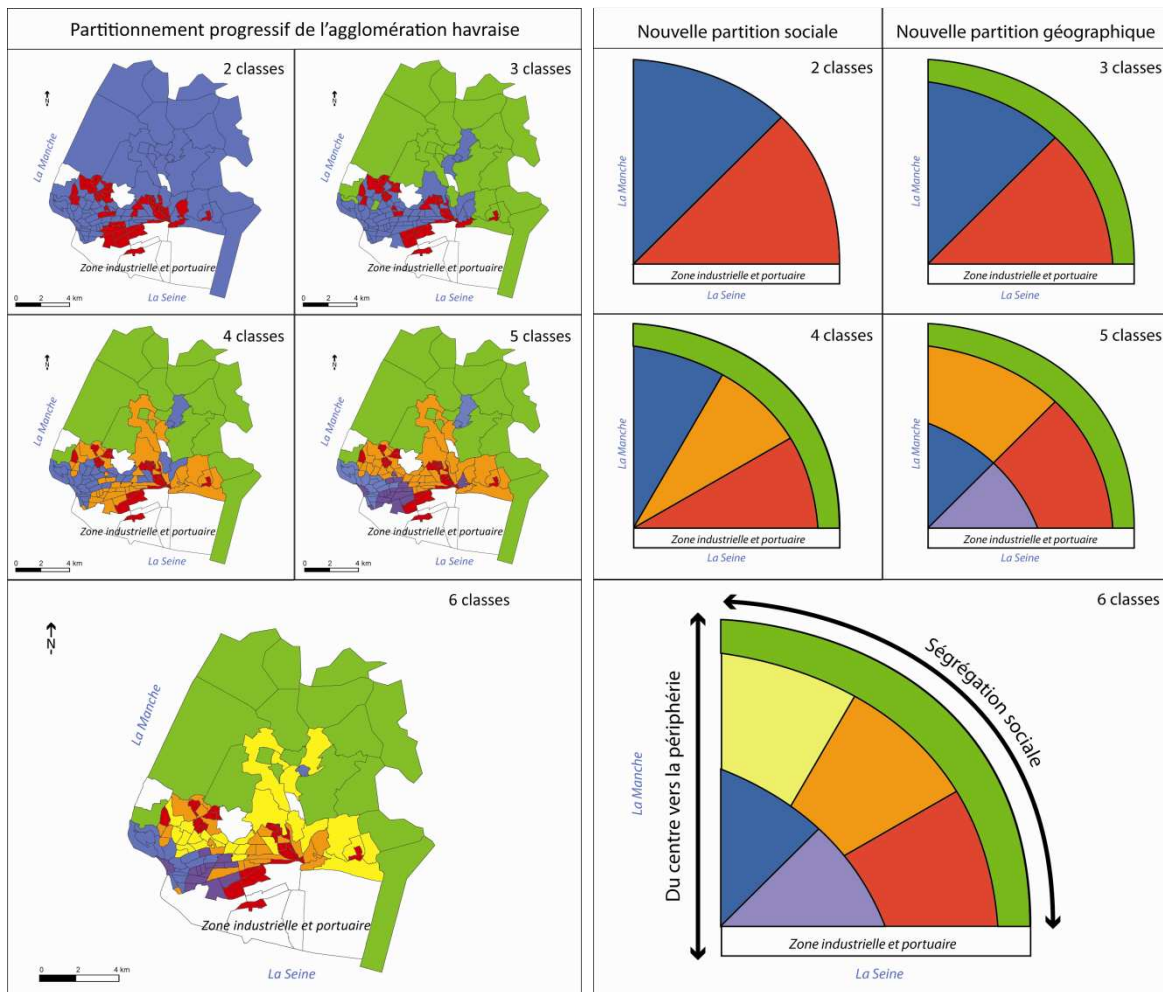 Partitionnement progressif de l'agglomération havraise
2 classes
N
La Manche
Zone industrielle et portuaire
0 2 4 km
La Seine
3 classes
N
La Manche
Zone industrielle et portuaire
0 2 4 km
La Seine
4 classes
N
La Manche
Zone industrielle et portuaire
0 2 4 km
La Seine
5 classes
N
La Manche
Zone industrielle et portuaire
0 2 4 km
La Seine
6 classes
N
La Manche
Zone industrielle et portuaire
0 2 4 km
La Seine
Nouvelle partition sociale
Nouvelle partition géographique
2 classes
La Manche
Zone industrielle et portuaire
La Seine
3 classes
La Manche
Zone industrielle et portuaire
La Seine
4 classes
La Manche
Zone industrielle et portuaire
La Seine
5 classes
La Manche
Zone industrielle et portuaire
La Seine
6 classes
La Manche
Du centre vers la périphérie
Ségrégation sociale
Zone industrielle et portuaire
La Seine